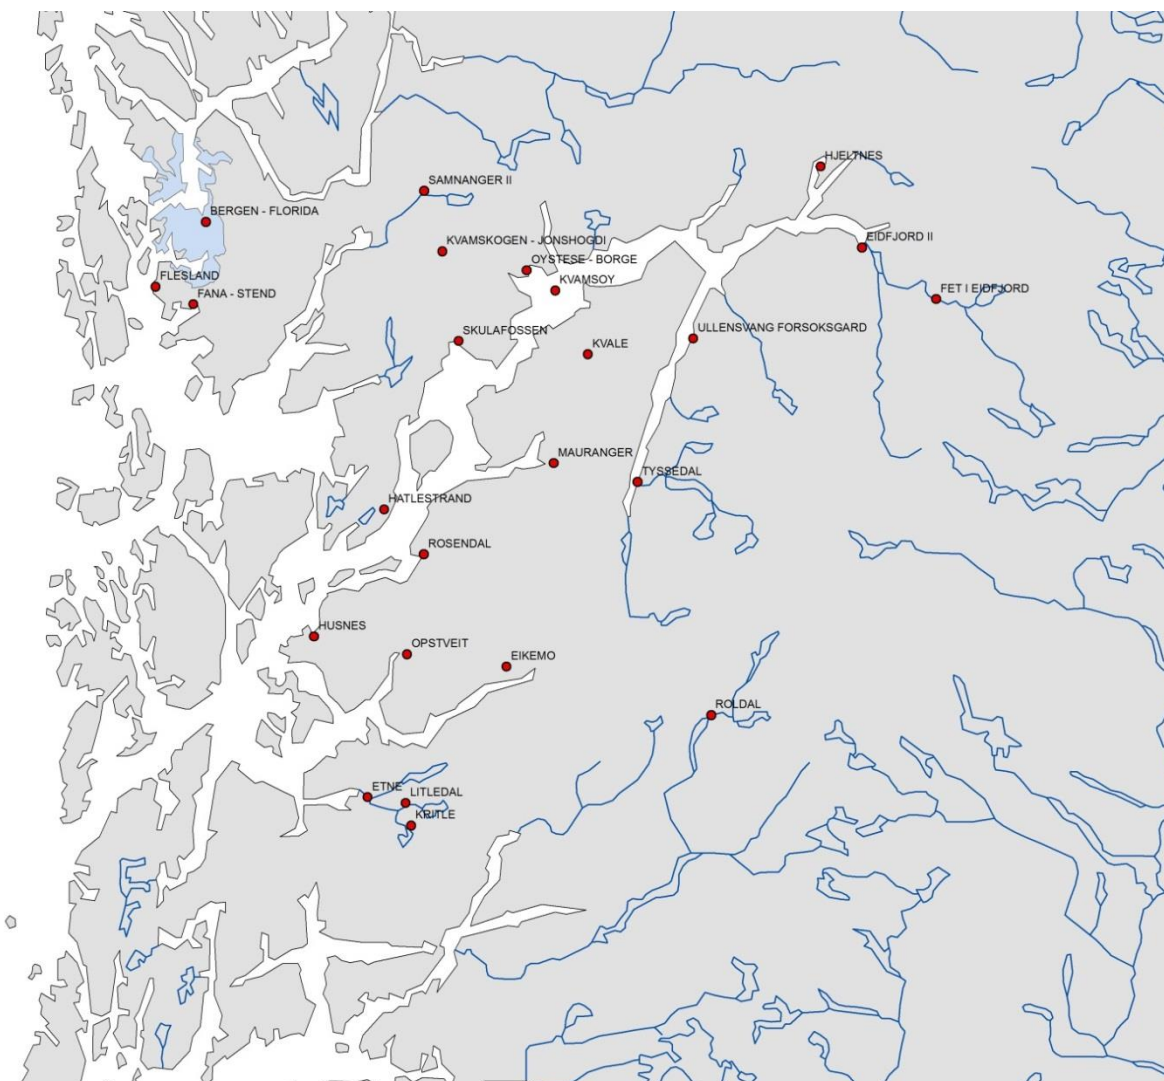 HJELTNES
SAMNANGER II
BERGEN - FLORIDA
EIDFJORD II
KVAMSKOGEN - JONSHOGDI
OYSTESE - BORGE
FLESLAND
KVAMSOY
FET I EIDFJORD
FANA - STEND
ULLENSVANG FORSOKSGARD
SKULAFOSSEN
KVALE
MAURANGER
TYSSEDAL
HATLESTRAND
ROSENDAL
HUSNES
OPSTVEIT
EIKEMO
ROLDAL
ETNE
LITLEDAL
KRITLE